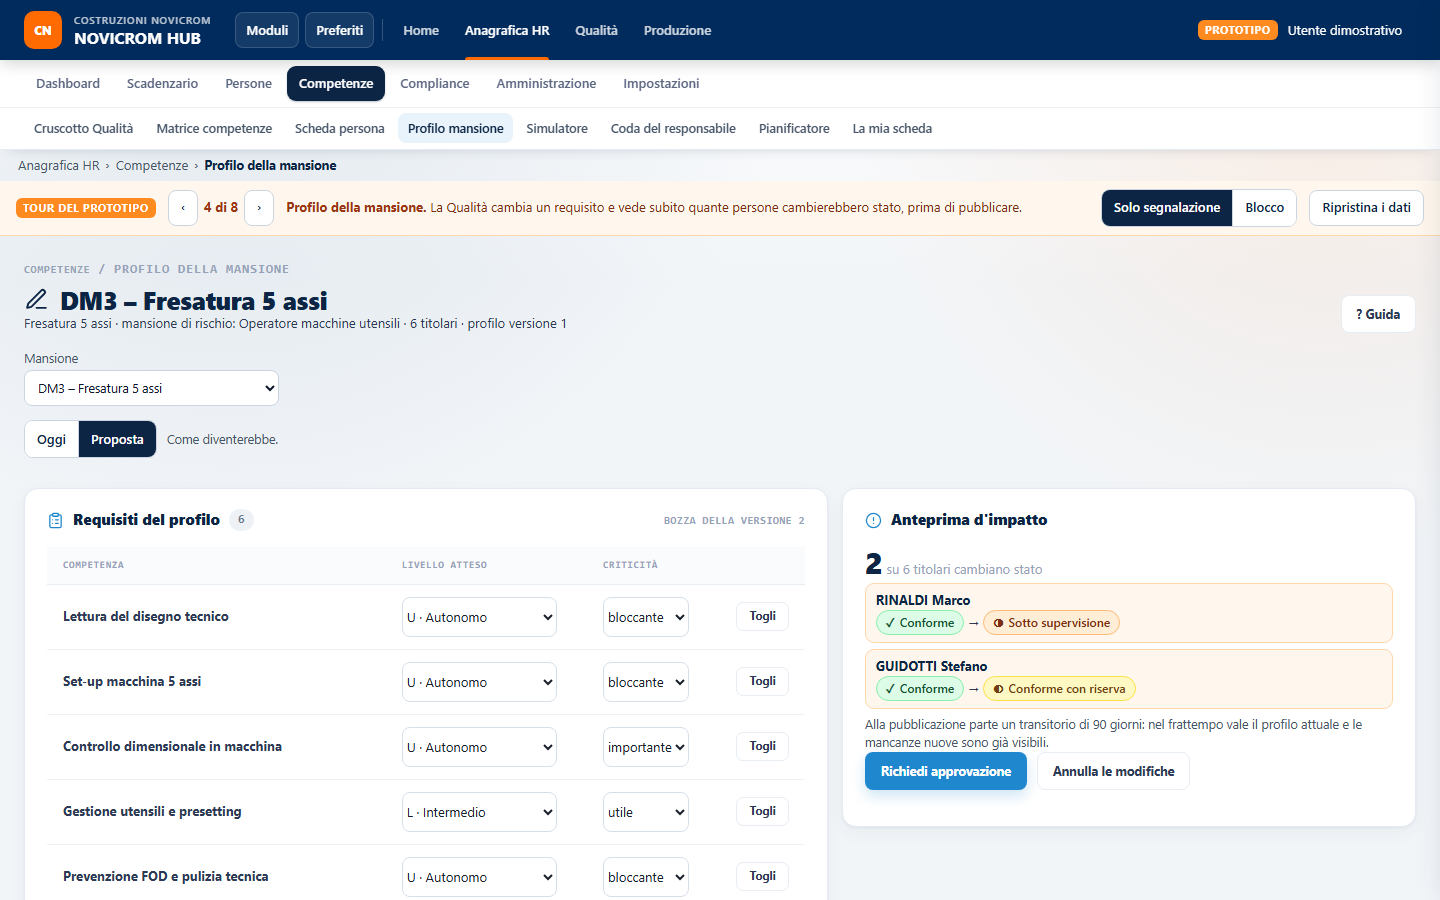 CN
COSTRUZIONI NOVICROM
NOVICROM HUB
Moduli
Preferiti
Home
Anagrafica HR
Qualità
Produzione
PROTOTIPO
Utente dimostrativo
Dashboard
Scadenzario
Persone
Competenze
Compliance
Amministrazione
Impostazioni
Cruscotto Qualità
Matrice competenze
Scheda persona
Profilo mansione
Simulatore
Coda del responsabile
Pianificatore
La mia scheda
Anagrafica HR › Competenze › Profilo della mansione
TOUR DEL PROTOTIPO
‹ 4 di 8 ›
Profilo della mansione. La Qualità cambia un requisito e vede subito quante persone cambierebbero stato, prima di pubblicare.
Solo segnalazione
Blocco
Ripristina i dati
COMPETENZE / PROFILO DELLA MANSIONE
DM3 – Fresatura 5 assi
Fresatura 5 assi · mansione di rischio: Operatore macchine utensili · 6 titolari · profilo versione 1
? Guida
Mansione
DM3 – Fresatura 5 assi
Oggi
Proposta
Come diventerebbe.
Requisiti del profilo 6
BOZZA DELLA VERSIONE 2
COMPETENZA LIVELLO ATTESO CRITICITÀ
Lettura del disegno tecnico U · Autonomo bloccante Togli
Set-up macchina 5 assi U · Autonomo bloccante Togli
Controllo dimensionale in macchina U · Autonomo importante Togli
Gestione utensili e presetting L · Intermedio utile Togli
Prevenzione FOD e pulizia tecnica U · Autonomo bloccante Togli
Anteprima d'impatto
2 su 6 titolari cambiano stato
RINALDI Marco
✓ Conforme → Sotto supervisione
GUIDOTTI Stefano
✓ Conforme → Conforme con riserva
Alla pubblicazione parte un transitorio di 90 giorni: nel frattempo vale il profilo attuale e le
mancanze nuove sono già visibili.
Richiedi approvazione
Annulla le modifiche